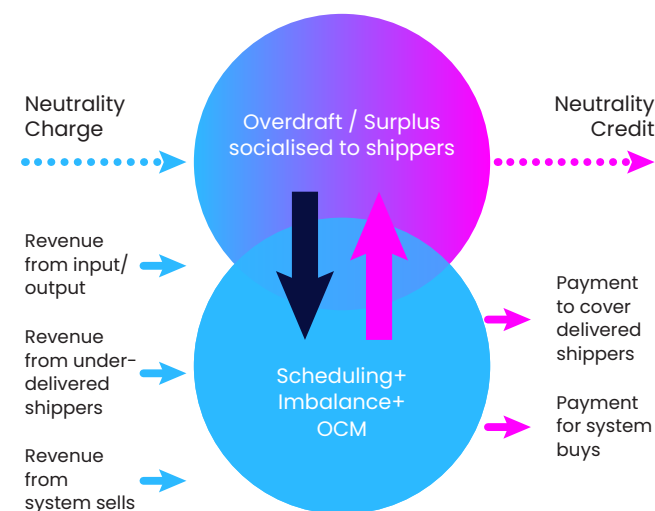 Neutrality
Charge
Overdraft / Surplus
socialised to shippers
Neutrality
Credit
Revenue
from input/
output
Revenue
from under-
delivered
shippers
Revenue
from
system sells
Scheduling+
Imbalance+
OCM
Payment
to cover
delivered
shippers
Payment
for system
buys